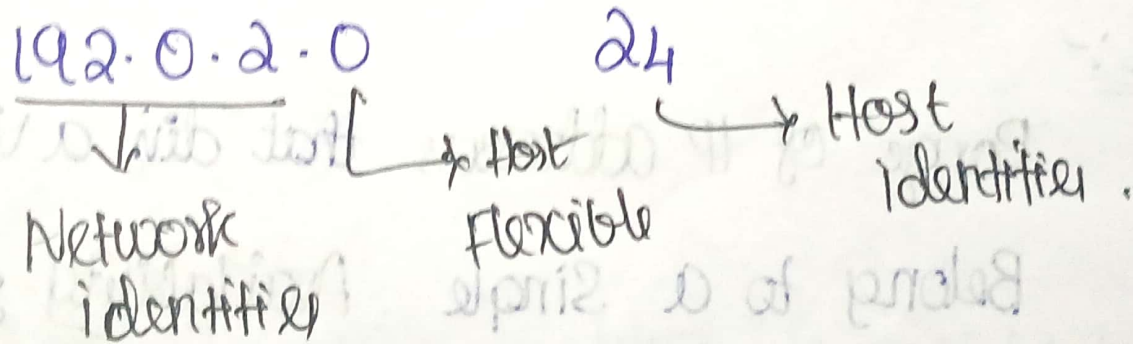 192.0.2.0 24
Host
identifier.
Host
Flexible
Network
identifier